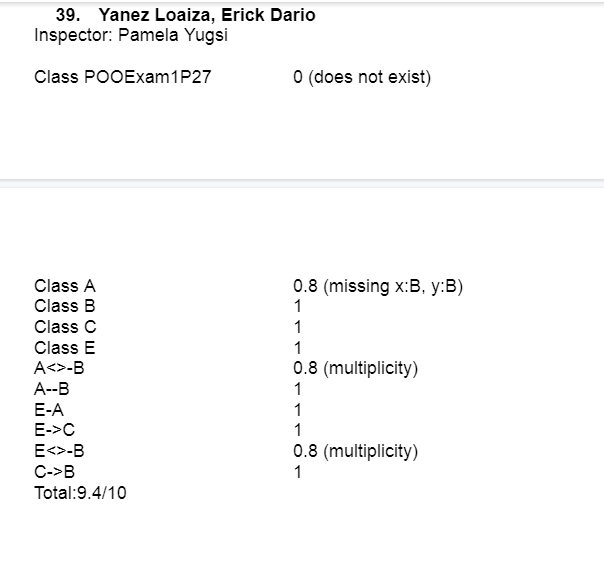 39. Yanez Loaiza, Erick Dario
Inspector: Pamela Yugsi
Class POOExam1P27 0 (does not exist)
Class A 0.8 (missing x:B, y:B)
Class B 1
Class C 1
Class E 1
A<>-B 0.8 (multiplicity)
A--B 1
E-A 1
E->C 1
E<>-B 0.8 (multiplicity)
C->B 1
Total:9.4/10